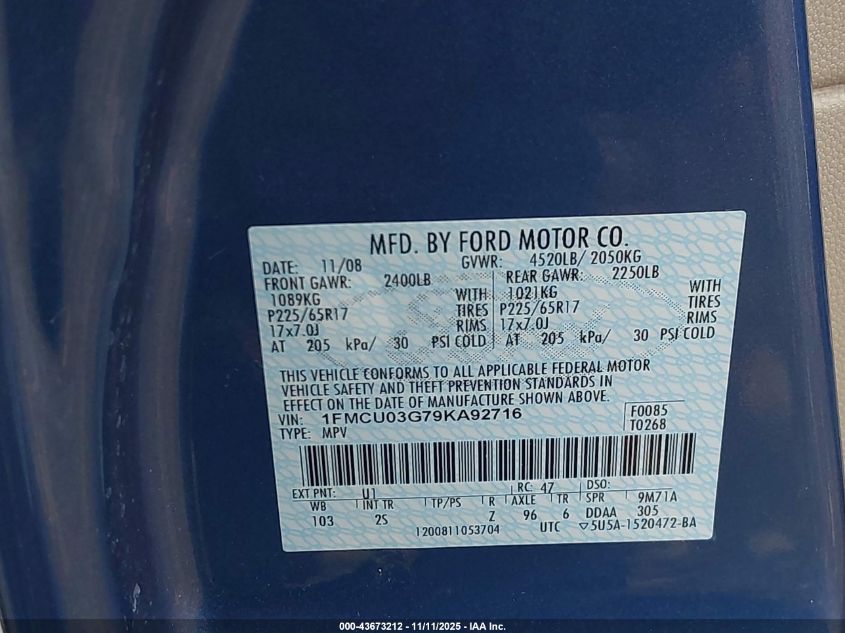 MFD. BY FORD MOTOR CO.
DATE: 11/08 GVWR: 4520LB/ 2050KG
FRONT GAWR: 2400LB REAR GAWR: 2250LB
1089KG WITH 1021KG WITH
P225/65R17 TIRES P225/65R17 TIRES
17x7.0J RIMS 17x7.0J RIMS
AT 205 kPa/ 30 PSI COLD AT 205 kPa/ 30 PSI COLD
THIS VEHICLE CONFORMS TO ALL APPLICABLE FEDERAL MOTOR
VEHICLE SAFETY AND THEFT PREVENTION STANDARDS IN
EFFECT ON THE DATE OF MANUFACTURE SHOWN ABOVE.
VIN: 1FMCU03G79KA92716 F0085
TYPE: MPV T0268
EXT PNT: U1 RC: 47 DSO:
WB INT TR TP/PS R AXLE TR SPR 9M71A
103 2S Z 96 6 DDAA 305
1200811053704 UTC ▽5U5A-1520472-BA
000-43673212 - 11/11/2025 - IAA Inc.